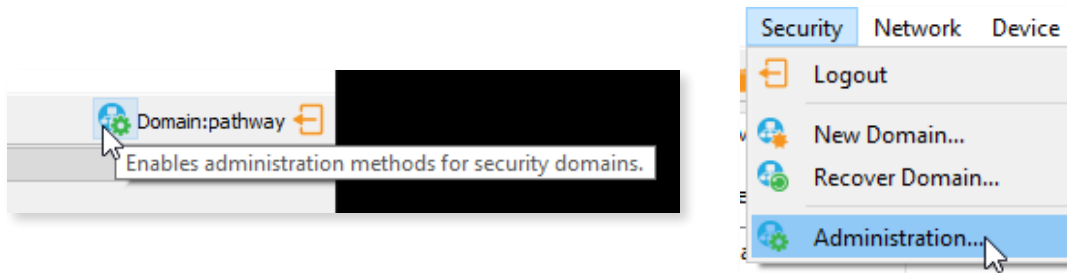 Domain:pathway
Enables administration methods for security domains.
Security Network Device
Logout
New Domain...
Recover Domain...
Administration...